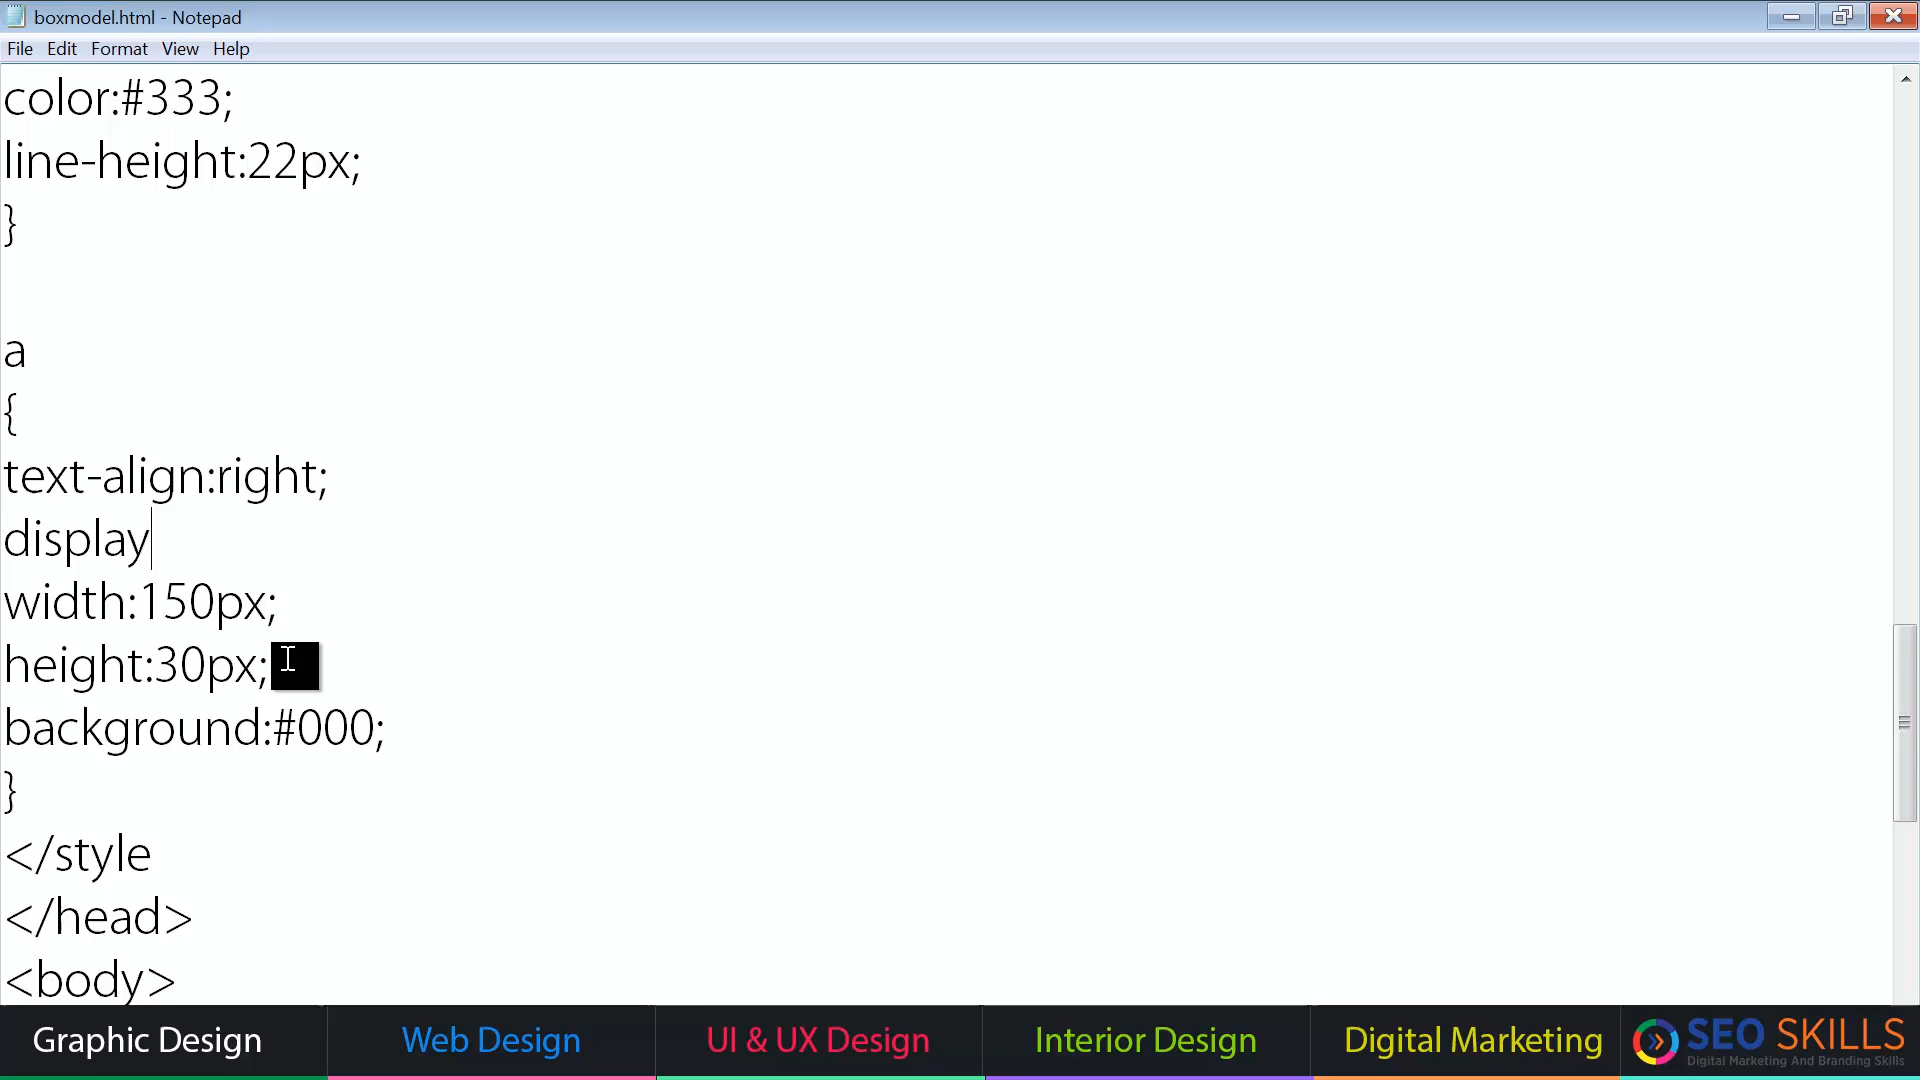 boxmodel.html - Notepad
File Edit Format View Help
color:#333;
line-height:22px;
}
a
{
text-align:right;
display
width:150px;
height:30px;
background:#000;
}
</style
</head>
<body>
Graphic Design Web Design UI & UX Design Interior Design Digital Marketing SEO SKILLS
Digital Marketing And Branding Skills